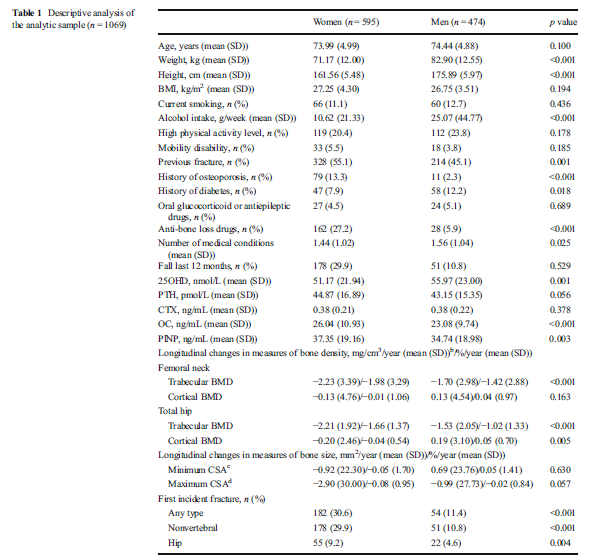 Table 1 Descriptive analysis of
the analytic sample (n = 1069)
Women (n = 595) Men (n = 474) p value
Age, years (mean (SD)) 73.99 (4.99) 74.44 (4.88) 0.100
Weight, kg (mean (SD)) 71.17 (12.00) 82.90 (12.55) <0.001
Height, cm (mean (SD)) 161.56 (5.48) 175.89 (5.97) <0.001
BMI, kg/m² (mean (SD)) 27.25 (4.30) 26.75 (3.51) 0.194
Current smoking, n (%) 66 (11.1) 60 (12.7) 0.436
Alcohol intake, g/week (mean (SD)) 10.62 (21.33) 25.07 (44.77) <0.001
High physical activity level, n (%) 119 (20.4) 112 (23.8) 0.178
Mobility disability, n (%) 33 (5.5) 18 (3.8) 0.185
Previous fracture, n (%) 328 (55.1) 214 (45.1) 0.001
History of osteoporosis, n (%) 79 (13.3) 11 (2.3) <0.001
History of diabetes, n (%) 47 (7.9) 58 (12.2) 0.018
Oral glucocorticoid or antiepileptic 27 (4.5) 24 (5.1) 0.689
drugs, n (%)
Anti-bone loss drugs, n (%) 162 (27.2) 28 (5.9) <0.001
Number of medical conditions 1.44 (1.02) 1.56 (1.04) 0.025
(mean (SD))
Fall last 12 months, n (%) 178 (29.9) 51 (10.8) 0.529
25OHD, nmol/L (mean (SD)) 51.17 (21.94) 55.97 (23.00) 0.001
PTH, pmol/L (mean (SD)) 44.87 (16.89) 43.15 (15.35) 0.056
CTX, ng/mL (mean (SD)) 0.38 (0.21) 0.38 (0.22) 0.378
OC, ng/mL (mean (SD)) 26.04 (10.93) 23.08 (9.74) <0.001
PINP, ng/mL (mean (SD)) 37.35 (19.16) 34.74 (18.98) 0.003
Longitudinal changes in measures of bone density, mg/cm³/year (mean (SD))ᵇ/%/year (mean (SD))
Femoral neck
Trabecular BMD −2.23 (3.39)/−1.98 (3.29) −1.70 (2.98)/−1.42 (2.88) <0.001
Cortical BMD −0.13 (4.76)/−0.01 (1.06) 0.13 (4.54)/0.04 (0.97) 0.163
Total hip
Trabecular BMD −2.21 (1.92)/−1.66 (1.37) −1.53 (2.05)/−1.02 (1.33) <0.001
Cortical BMD −0.20 (2.46)/−0.04 (0.54) 0.19 (3.10)/0.05 (0.70) 0.005
Longitudinal changes in measures of bone size, mm²/year (mean (SD))/%/year (mean (SD))
Minimum CSAᶜ −0.92 (22.30)/−0.05 (1.70) 0.69 (23.76)/0.05 (1.41) 0.630
Maximum CSAᵈ −2.90 (30.00)/−0.08 (0.95) −0.99 (27.73)/−0.02 (0.84) 0.057
First incident fracture, n (%)
Any type 182 (30.6) 54 (11.4) <0.001
Nonvertebral 178 (29.9) 51 (10.8) <0.001
Hip 55 (9.2) 22 (4.6) 0.004